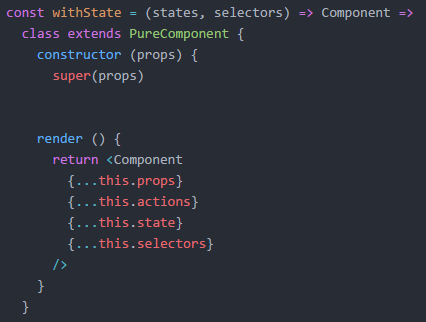 const withState = (states, selectors) => Component =>
  class extends PureComponent {
    constructor (props) {
      super(props)

    render () {
      return <Component
        {...this.props}
        {...this.actions}
        {...this.state}
        {...this.selectors}
      />
    }
  }